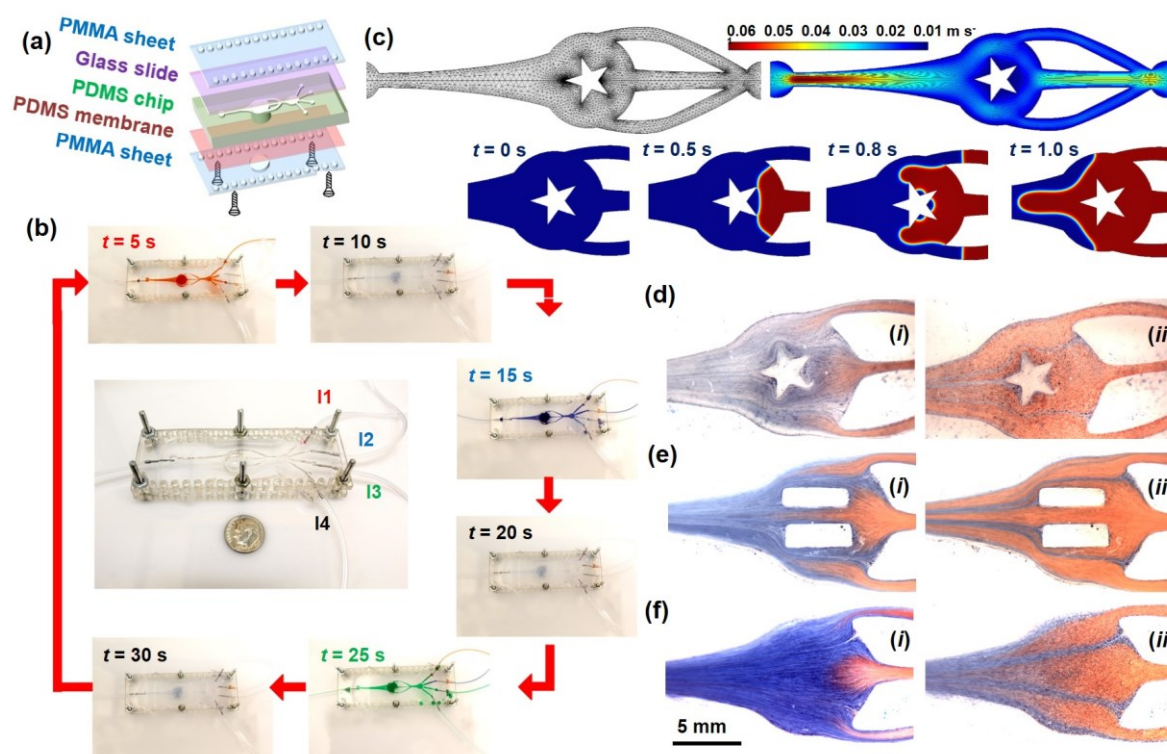 (a)
PMMA sheet
Glass slide
PDMS chip
PDMS membrane
PMMA sheet
(b)
t = 5 s
t = 10 s
t = 15 s
t = 20 s
t = 25 s
t = 30 s
I1
I2
I3
I4
(c)
0.06 0.05 0.04 0.03 0.02 0.01 m s-
t = 0 s
t = 0.5 s
t = 0.8 s
t = 1.0 s
(d)
(i)
(ii
(e)
(i)
(ii
(f)
(i)
(ii
5 mm